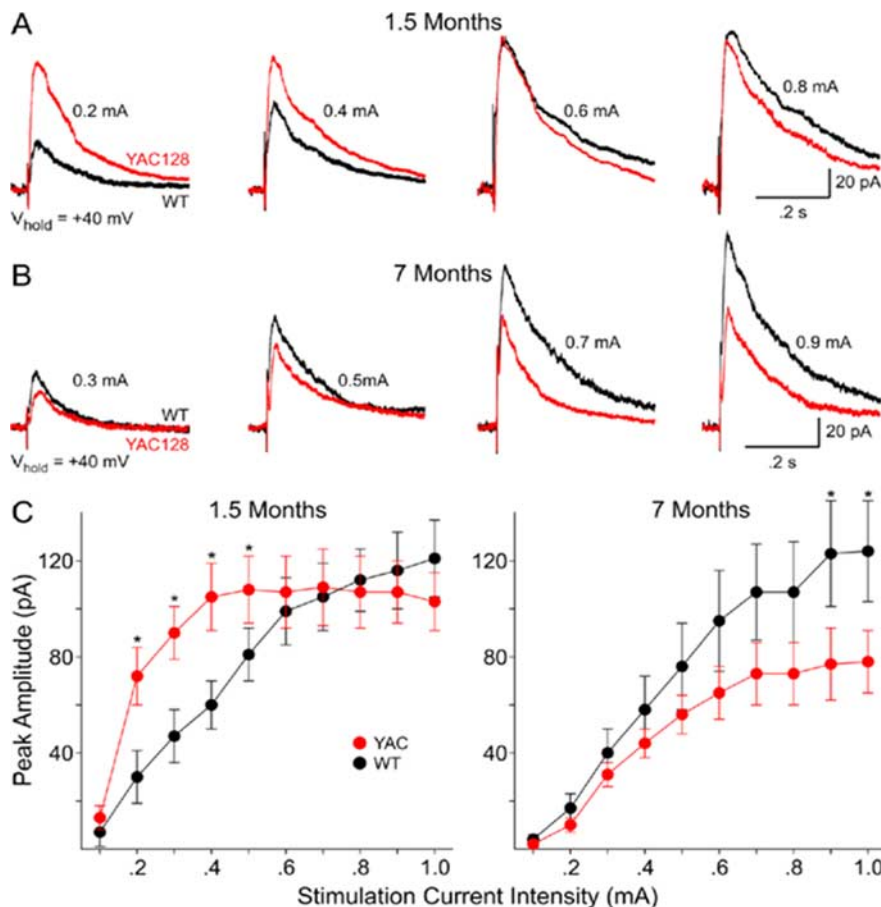 A
1.5 Months
0.2 mA
0.4 mA
0.6 mA
0.8 mA
YAC128
WT
V_hold = +40 mV
20 pA
.2 s
B
7 Months
0.3 mA
0.5mA
0.7 mA
0.9 mA
WT
YAC128
V_hold = +40 mV
20 pA
.2 s
C
1.5 Months
7 Months
* * * *
* *
Peak Amplitude (pA)
120
80
40
120
80
40
YAC
WT
.2 .4 .6 .8 1.0
.2 .4 .6 .8 1.0
Stimulation Current Intensity (mA)